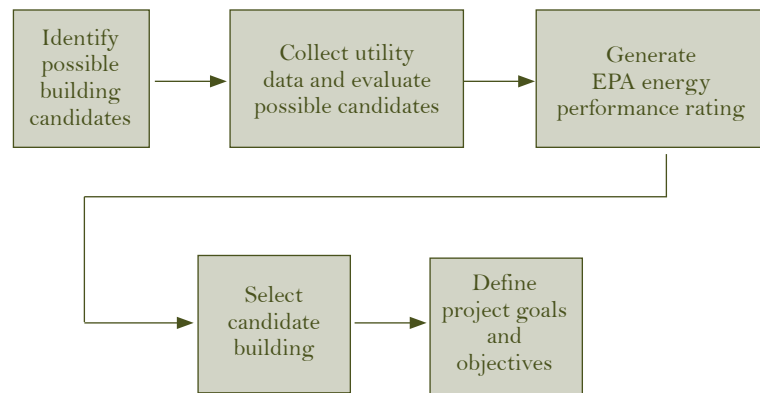 Identify
possible
building
candidates
Collect utility
data and evaluate
possible candidates
Generate
EPA energy
performance rating
Select
candidate
building
Define
project goals
and
objectives